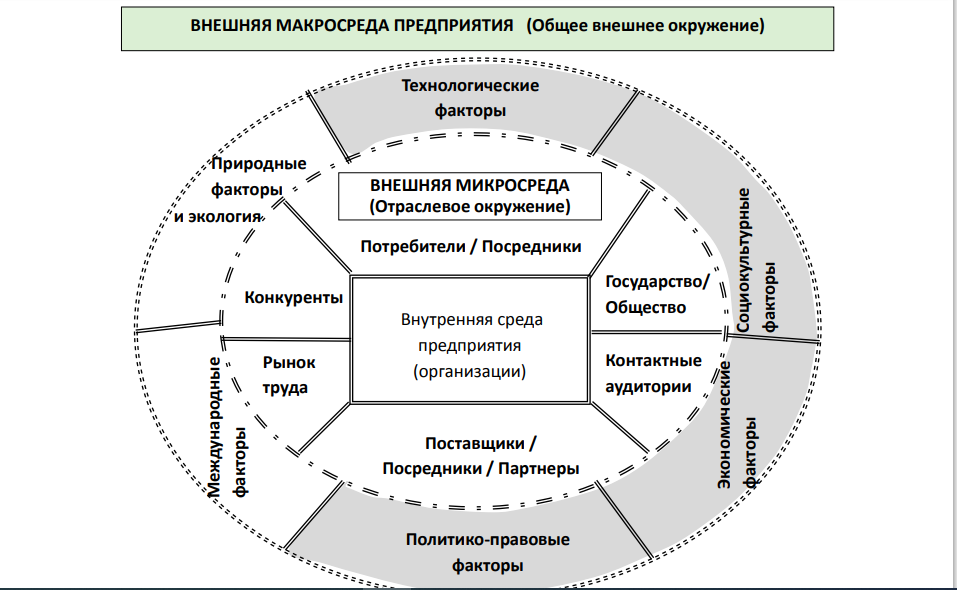 ВНЕШНЯЯ МАКРОСРЕДА ПРЕДПРИЯТИЯ (Общее внешнее окружение)
Технологические
факторы
Природные
факторы
и экология
ВНЕШНЯЯ МИКРОСРЕДА
(Отраслевое окружение)
Потребители / Посредники
Социокультурные
факторы
Государство/
Общество
Конкуренты
Внутренняя среда
предприятия
(организации)
Рынок
труда
Контактные
аудитории
Международные
факторы
Экономические
факторы
Поставщики /
Посредники / Партнеры
Политико-правовые
факторы